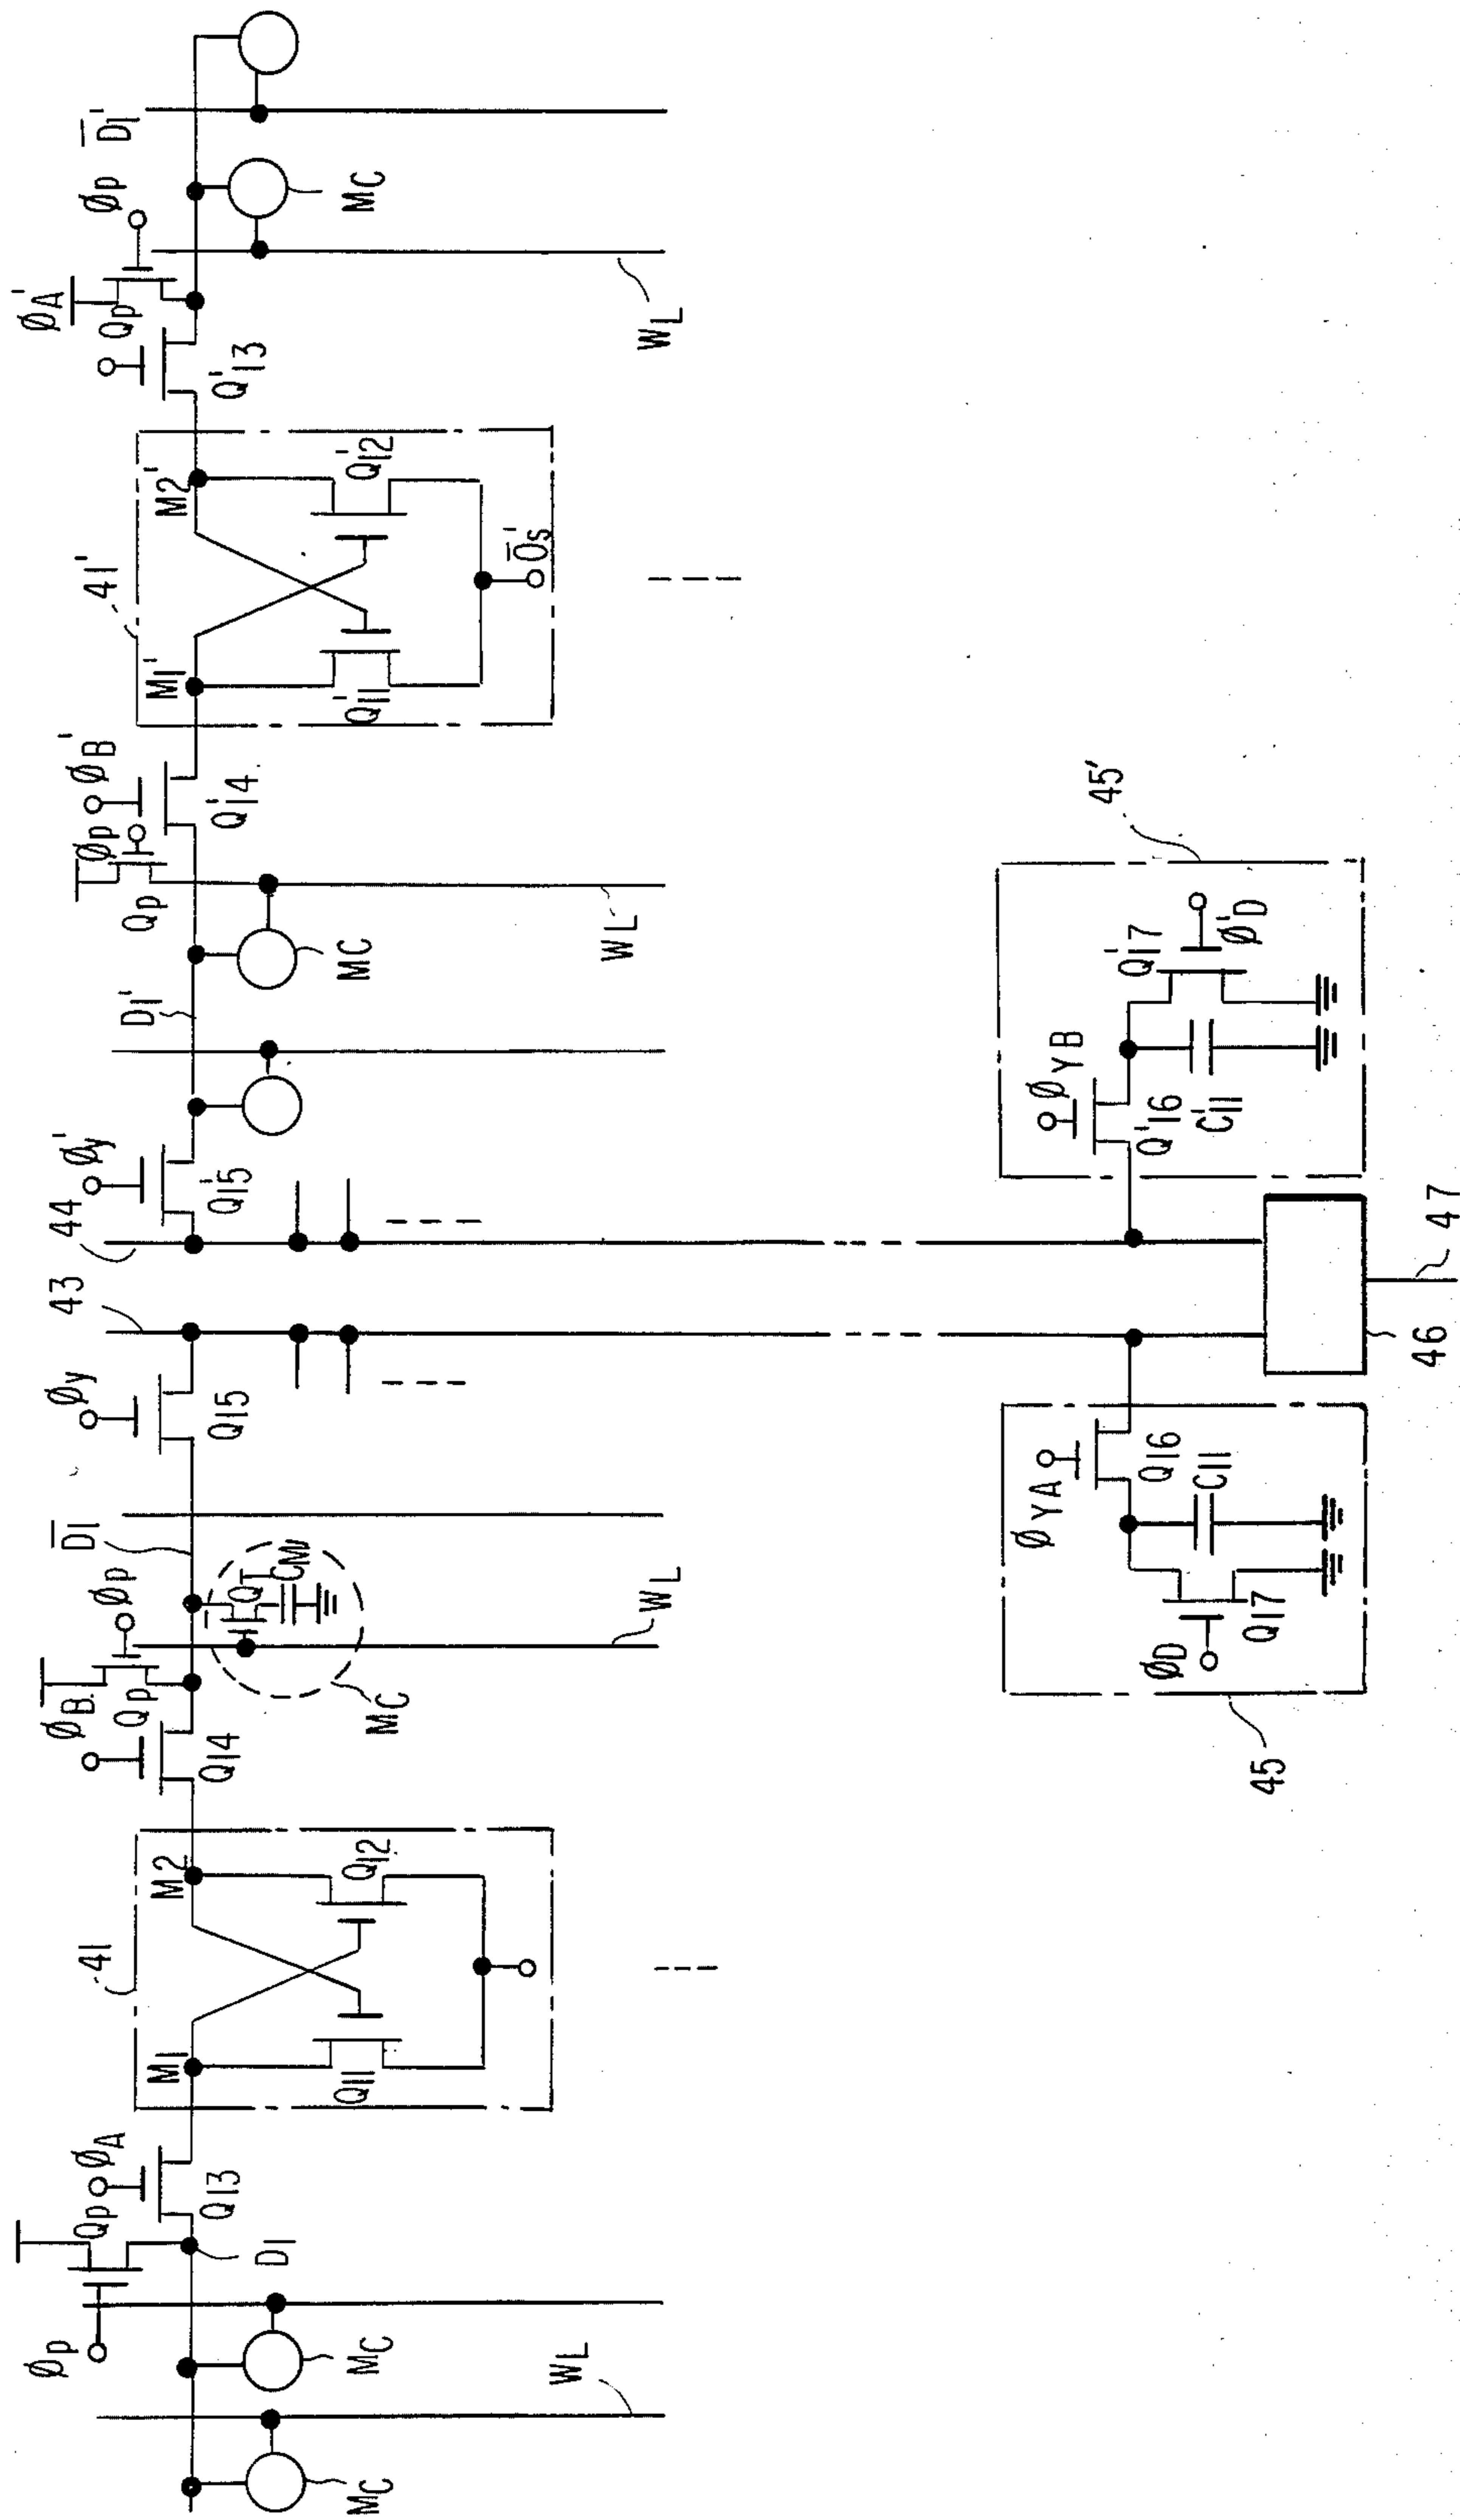 Øp
Qp
ØA
Q13
D1
MC
MC
WL
41
M1
M2
Q11
Q12
ØB
Qp
Øp
Q14
D̄1
QT
CM
MC
WL
Øy
Q15
43
44
Øy'
Q'15
D1'
MC
WL
Qp
Øp
ØB'
Q'14
41'
M1'
M2'
Q'11
Q'12
Ō's
Q'13
ØA'
Qp
Øp
D̄1'
MC
WL
45
ØD
Q17
ØYA
Q16
C11
46
47
ØYB
Q'16
C'11
Q'17
Ø'D
45'